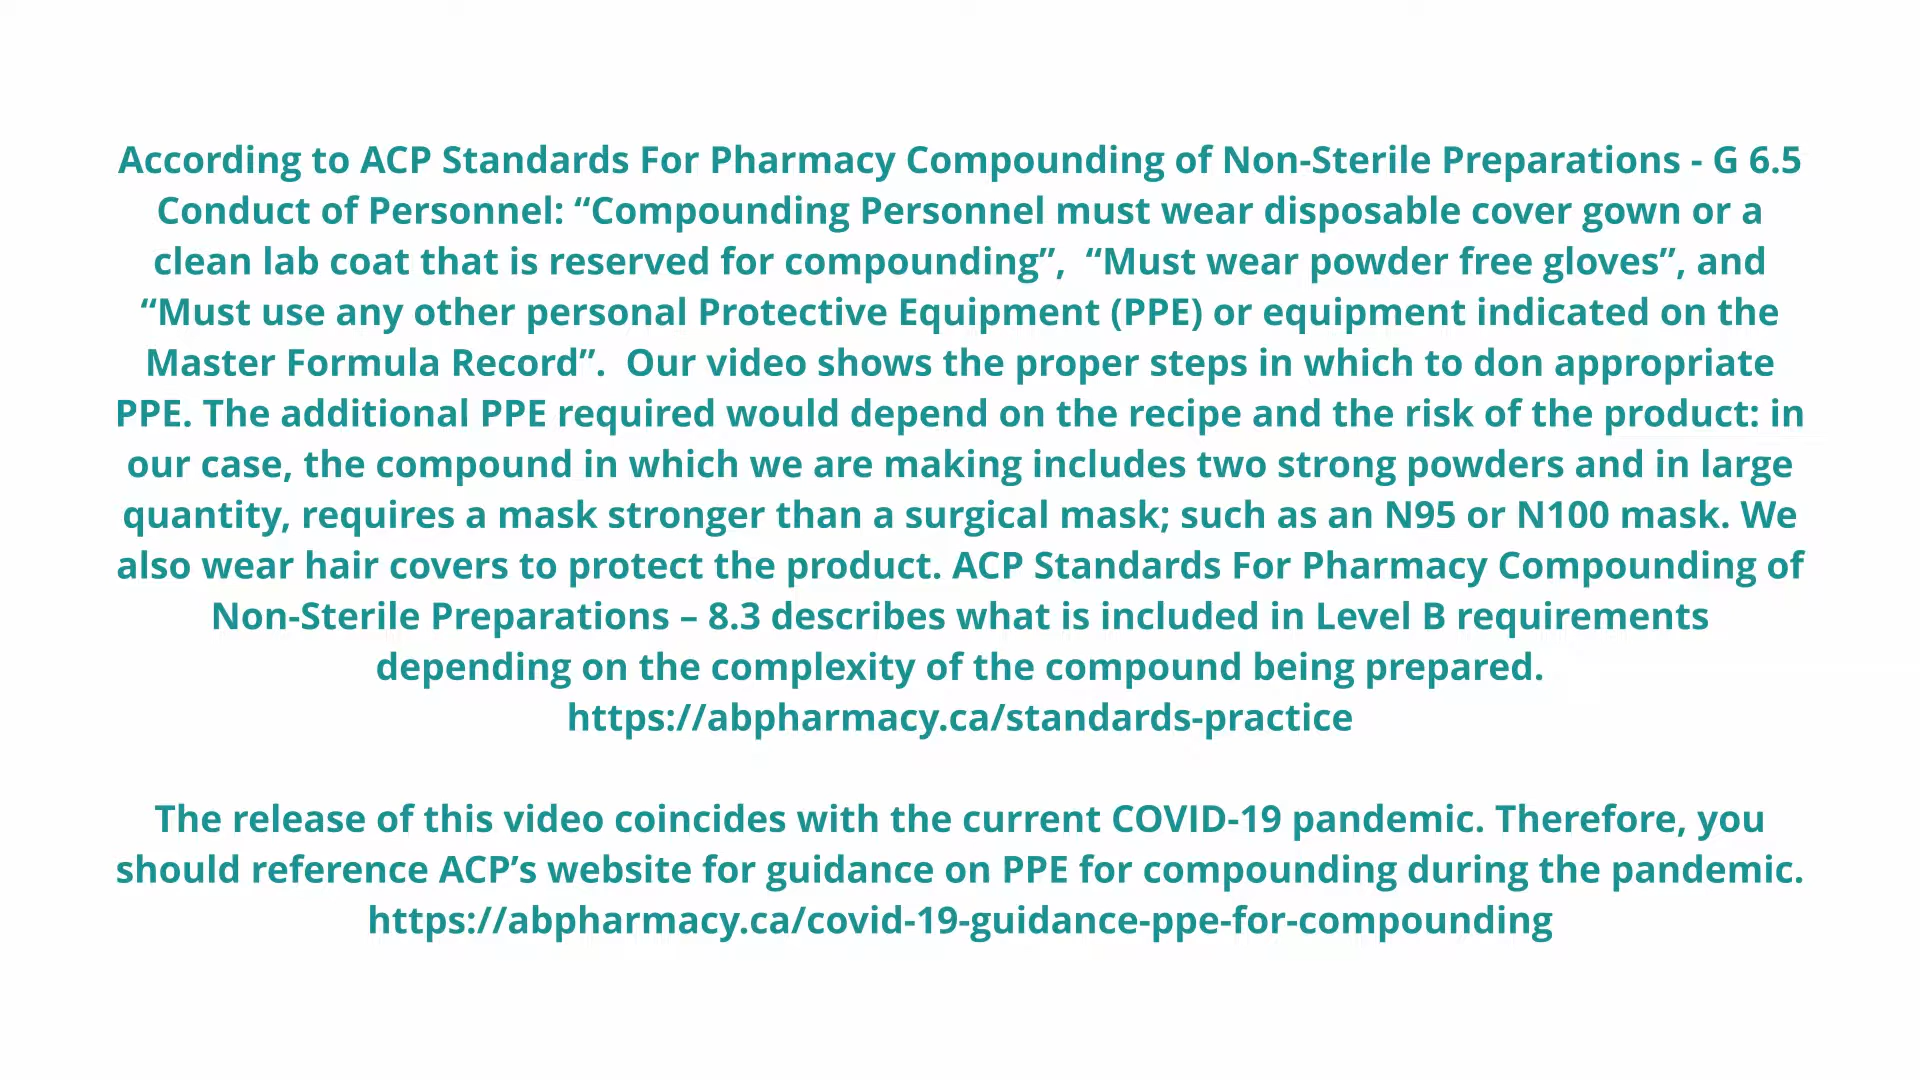 According to ACP Standards For Pharmacy Compounding of Non-Sterile Preparations - G 6.5
Conduct of Personnel: “Compounding Personnel must wear disposable cover gown or a
clean lab coat that is reserved for compounding”,  “Must wear powder free gloves”, and
“Must use any other personal Protective Equipment (PPE) or equipment indicated on the
Master Formula Record”.  Our video shows the proper steps in which to don appropriate
PPE. The additional PPE required would depend on the recipe and the risk of the product: in
our case, the compound in which we are making includes two strong powders and in large
quantity, requires a mask stronger than a surgical mask; such as an N95 or N100 mask. We
also wear hair covers to protect the product. ACP Standards For Pharmacy Compounding of
Non-Sterile Preparations – 8.3 describes what is included in Level B requirements
depending on the complexity of the compound being prepared.
https://abpharmacy.ca/standards-practice
The release of this video coincides with the current COVID-19 pandemic. Therefore, you
should reference ACP’s website for guidance on PPE for compounding during the pandemic.
https://abpharmacy.ca/covid-19-guidance-ppe-for-compounding